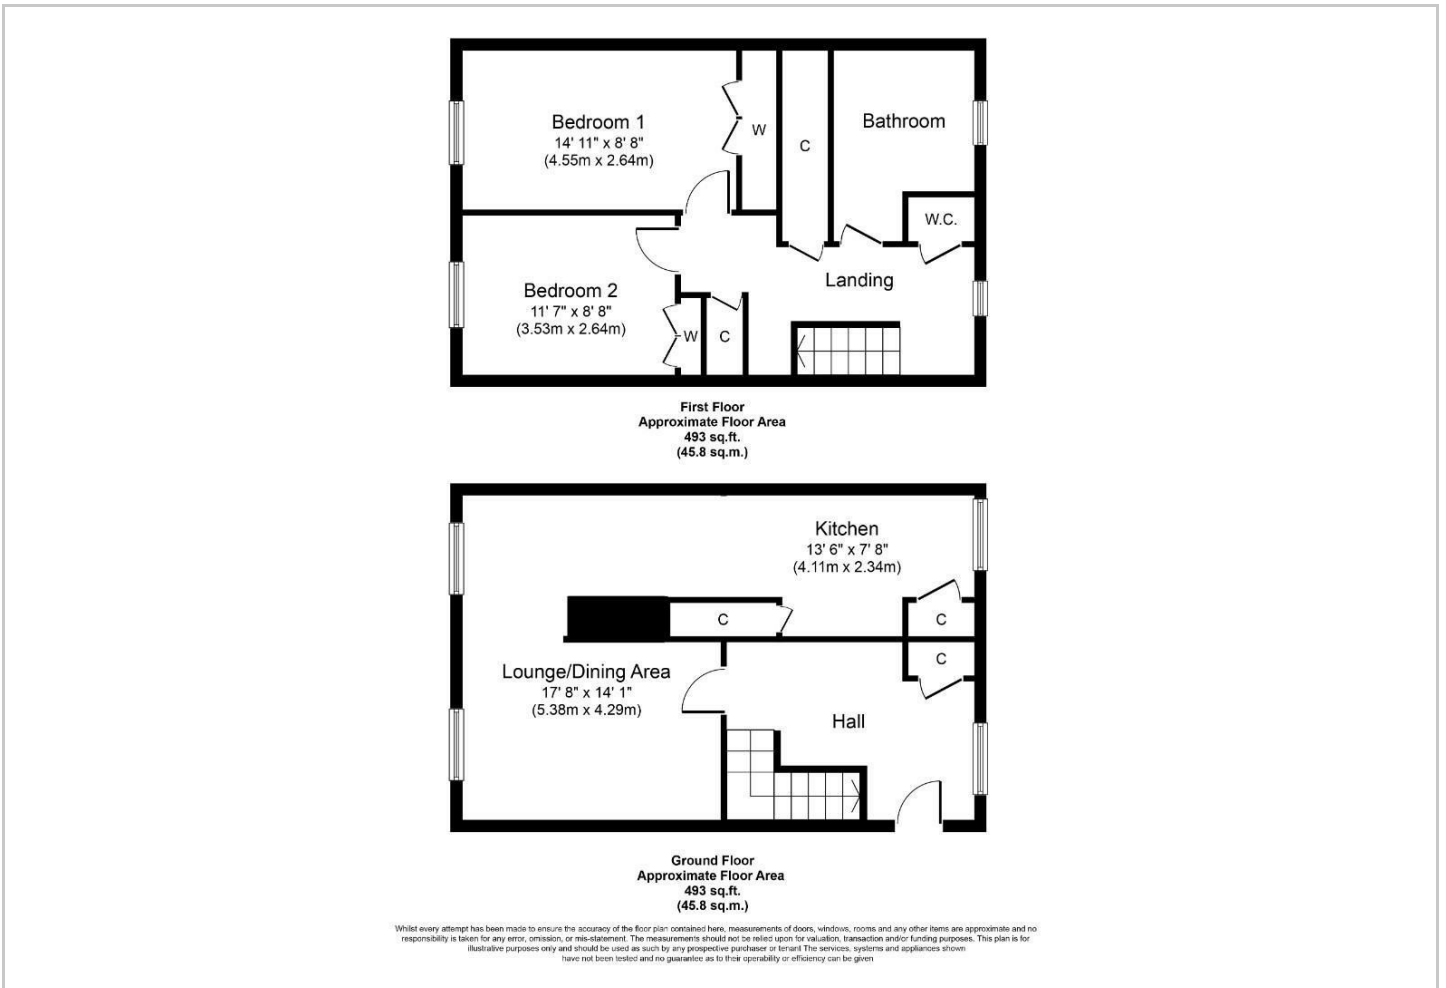 Bedroom 1
14' 11" x 8' 8"
(4.55m x 2.64m)
W
C
Bathroom
W.C.
Landing
Bedroom 2
11' 7" x 8' 8"
(3.53m x 2.64m)
W
C
First Floor
Approximate Floor Area
493 sq.ft.
(45.8 sq.m.)
Kitchen
13' 6" x 7' 8"
(4.11m x 2.34m)
C
C
C
Lounge/Dining Area
17' 8" x 14' 1"
(5.38m x 4.29m)
Hall
Ground Floor
Approximate Floor Area
493 sq.ft.
(45.8 sq.m.)
Whilst every attempt has been made to ensure the accuracy of the floor plan contained here, measurements of doors, windows, rooms and any other items are approximate and no
responsibility is taken for any error, omission, or mis-statement. The measurements should not be relied upon for valuation, transaction and/or funding purposes. This plan is for
illustrative purposes only and should be used as such by any prospective purchaser or tenant The services, systems and appliances shown
have not been tested and no guarantee as to their operability or efficiency can be given